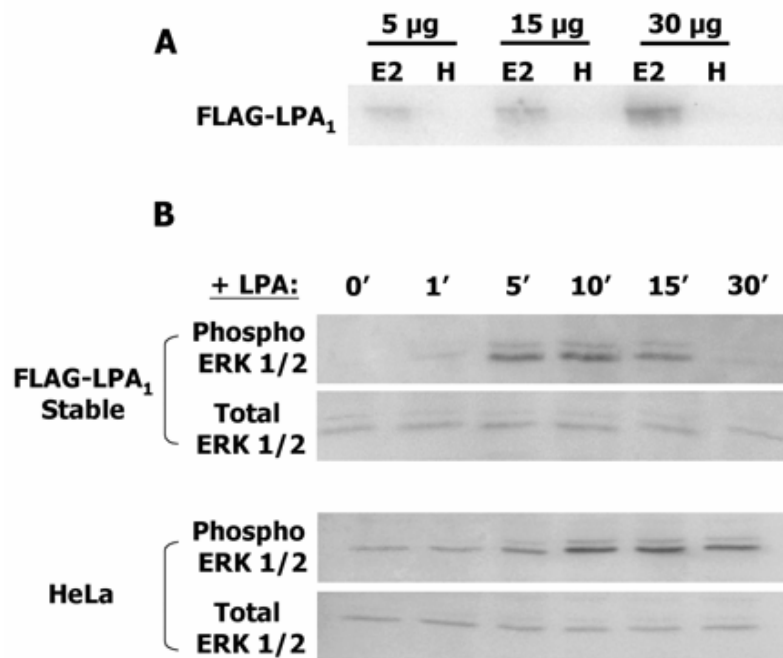 A
5 µg 15 µg 30 µg
E2 H E2 H E2 H
FLAG-LPA₁
B
+ LPA: 0′ 1′ 5′ 10′ 15′ 30′
FLAG-LPA₁
Stable
Phospho
ERK 1/2
Total
ERK 1/2
HeLa
Phospho
ERK 1/2
Total
ERK 1/2